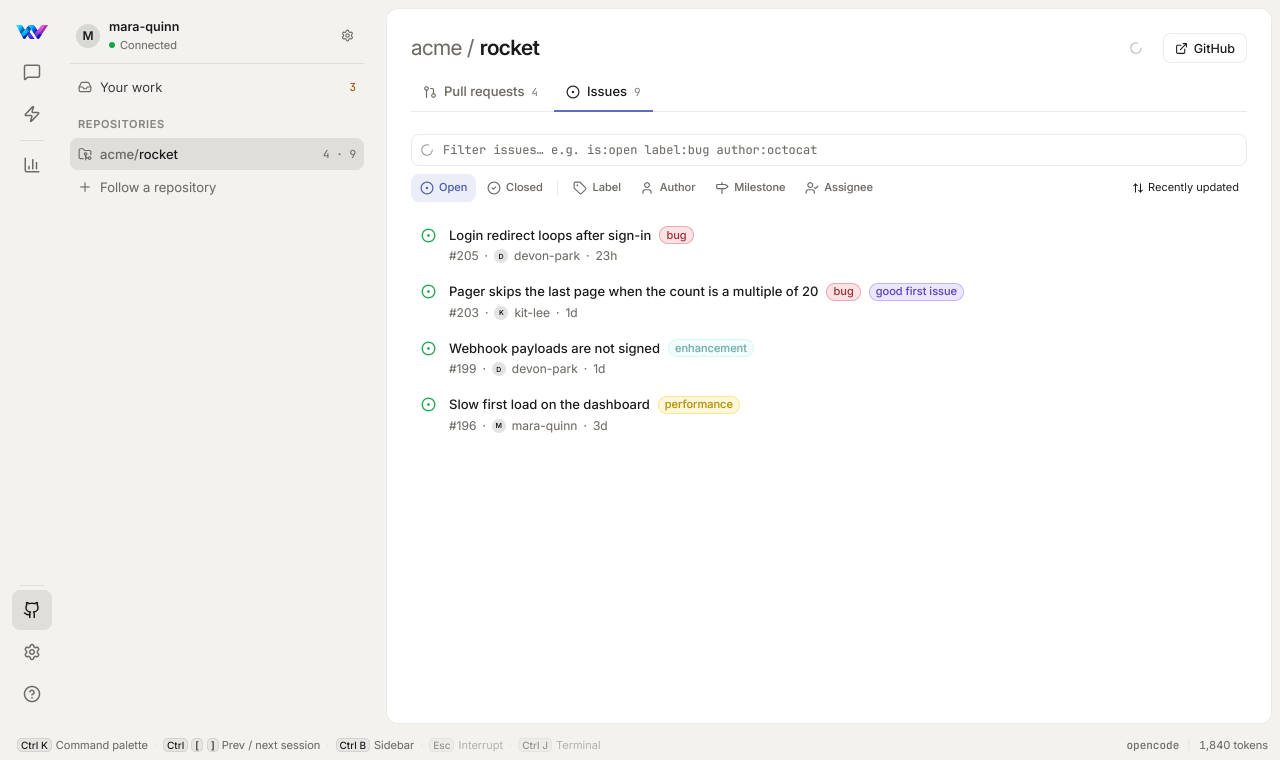 M
mara-quinn
Connected
Your work 3
REPOSITORIES
acme/rocket 4 · 9
Follow a repository
acme / rocket
GitHub
Pull requests 4
Issues 9
Filter issues… e.g. is:open label:bug author:octocat
Open Closed Label Author Milestone Assignee Recently updated
Login redirect loops after sign-in bug
#205 · D devon-park · 23h
Pager skips the last page when the count is a multiple of 20 bug good first issue
#203 · K kit-lee · 1d
Webhook payloads are not signed enhancement
#199 · D devon-park · 1d
Slow first load on the dashboard performance
#196 · M mara-quinn · 3d
Ctrl K Command palette · Ctrl [ ] Prev / next session · Ctrl B Sidebar · Esc Interrupt · Ctrl J Terminal opencode 1,840 tokens